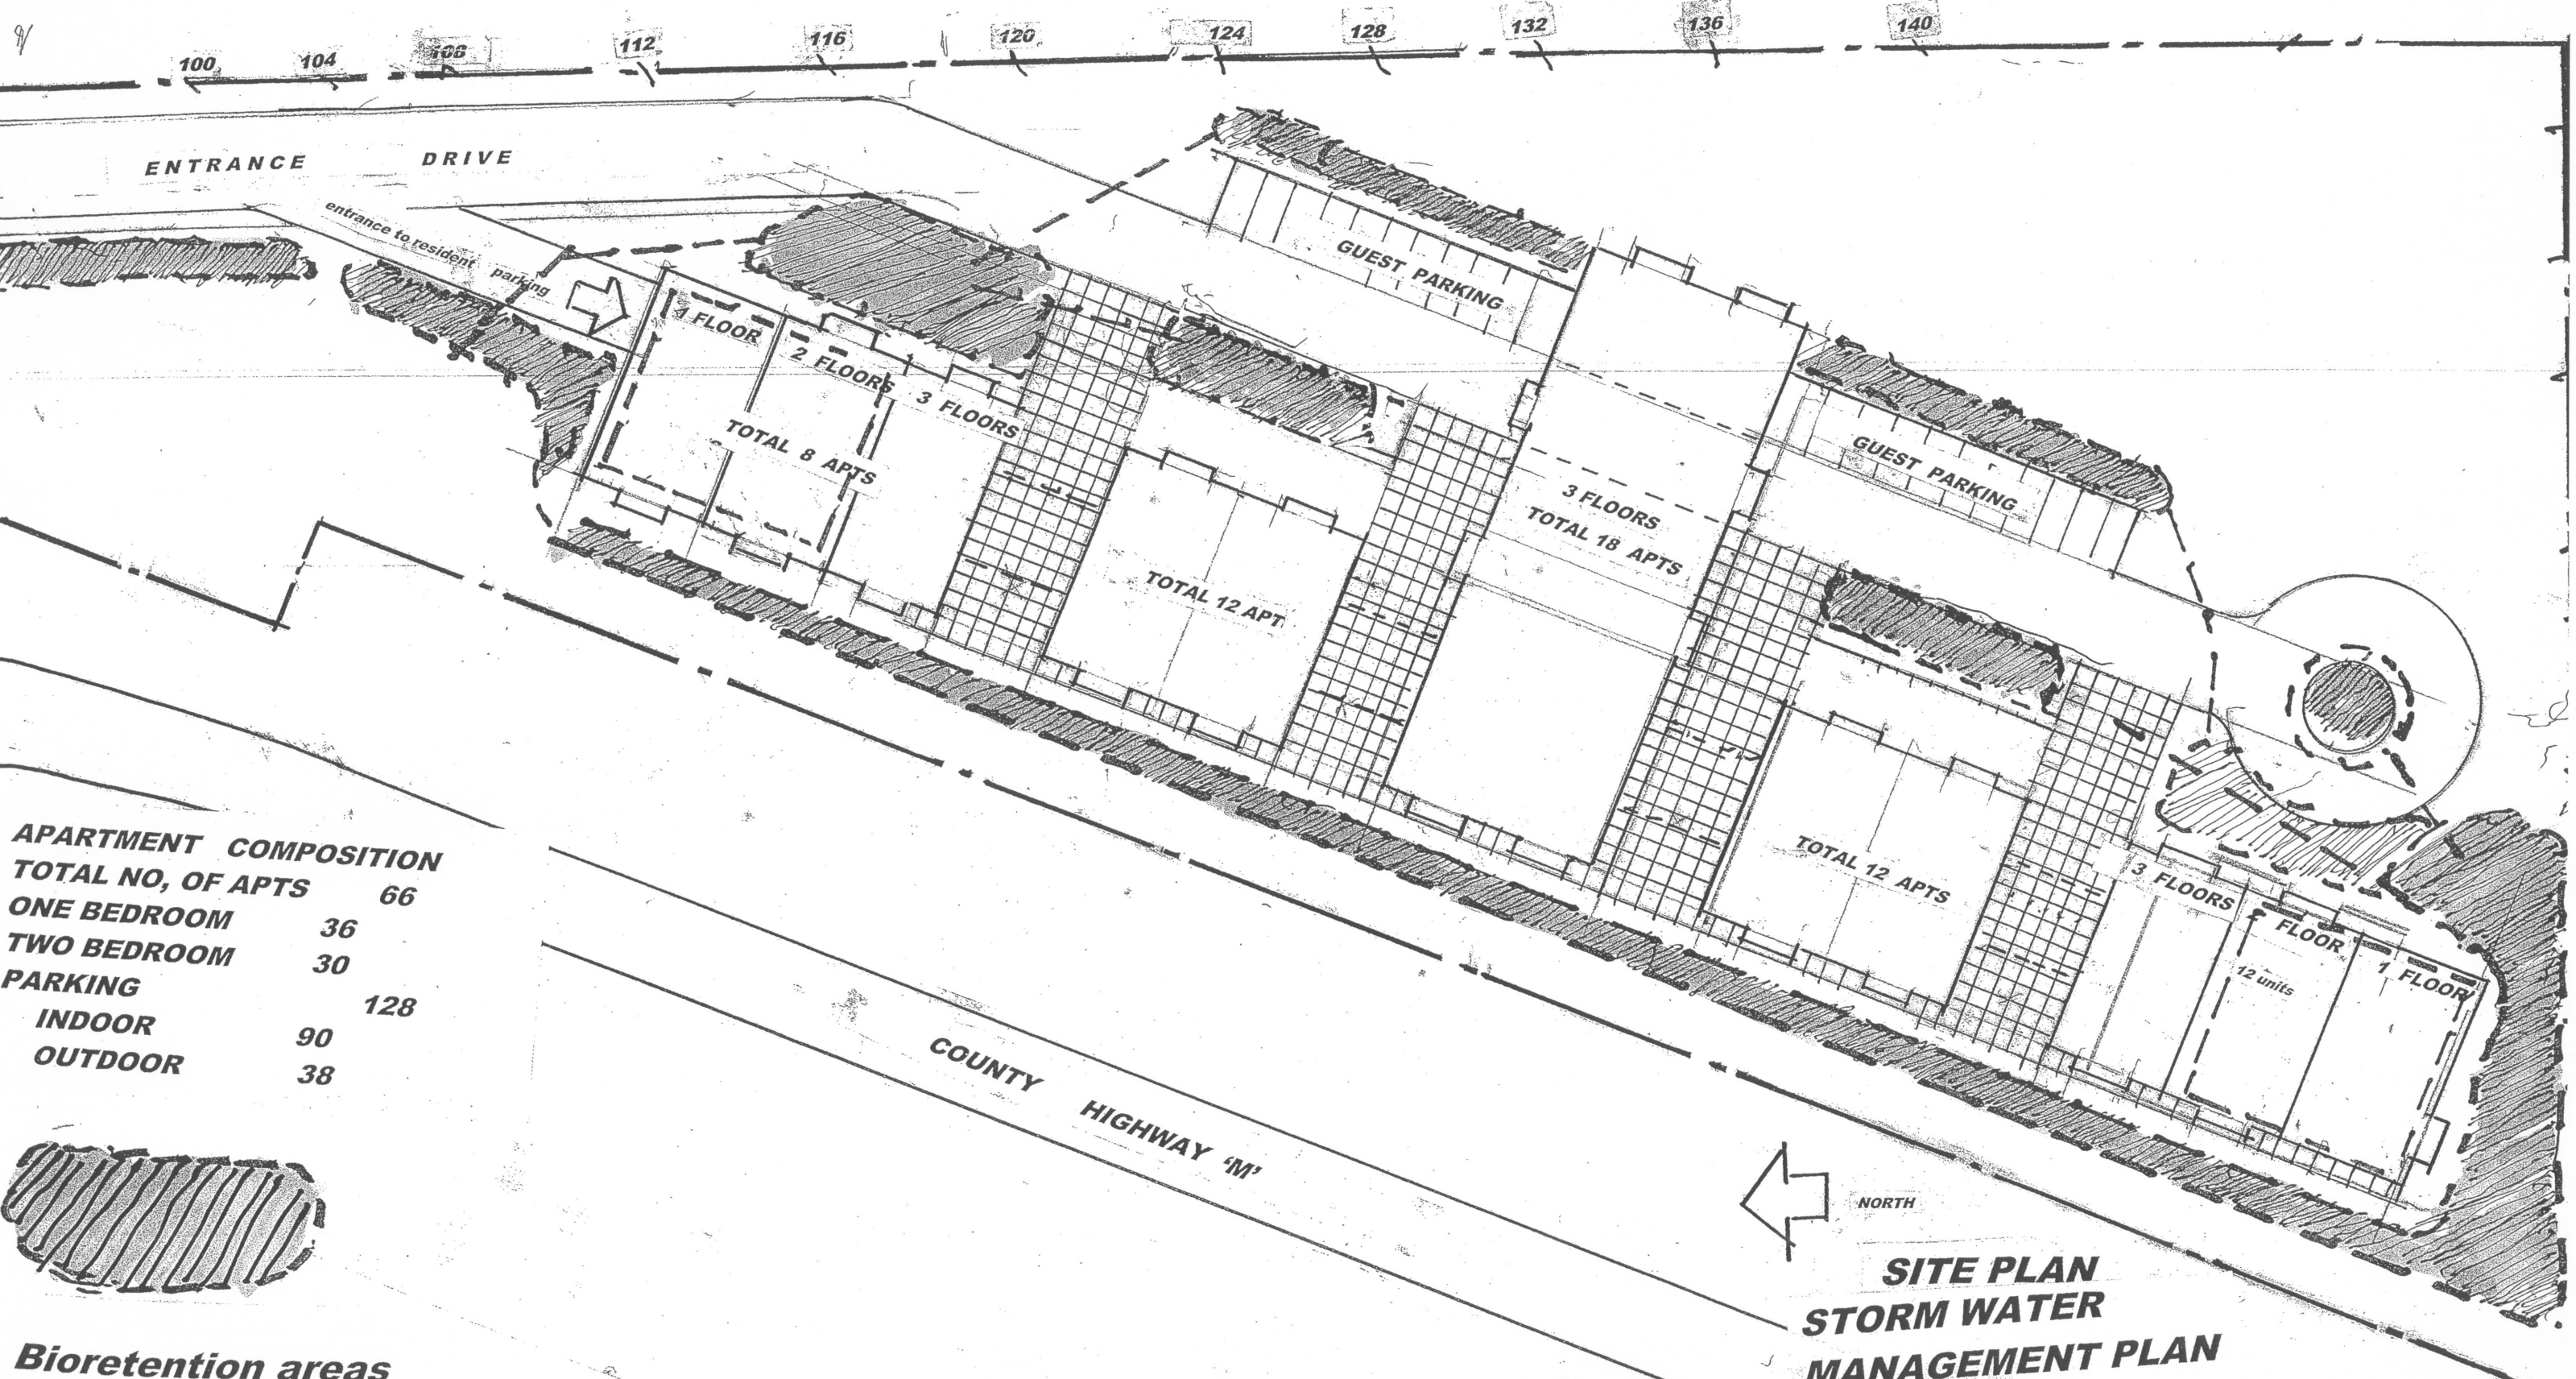 100 104 108 112 116 120 124 128 132 136 140
ENTRANCE DRIVE
entrance to resident parking
GUEST PARKING
1 FLOOR
2 FLOORS
3 FLOORS
TOTAL 8 APTS
GUEST PARKING
3 FLOORS
TOTAL 18 APTS
TOTAL 12 APT
TOTAL 12 APTS
3 FLOORS
2 FLOOR
1 FLOOR
12 units
APARTMENT COMPOSITION
TOTAL NO, OF APTS 66
ONE BEDROOM 36
TWO BEDROOM 30
PARKING 128
INDOOR 90
OUTDOOR 38
COUNTY HIGHWAY ‘M’
NORTH
SITE PLAN
STORM WATER
MANAGEMENT PLAN
Bioretention areas